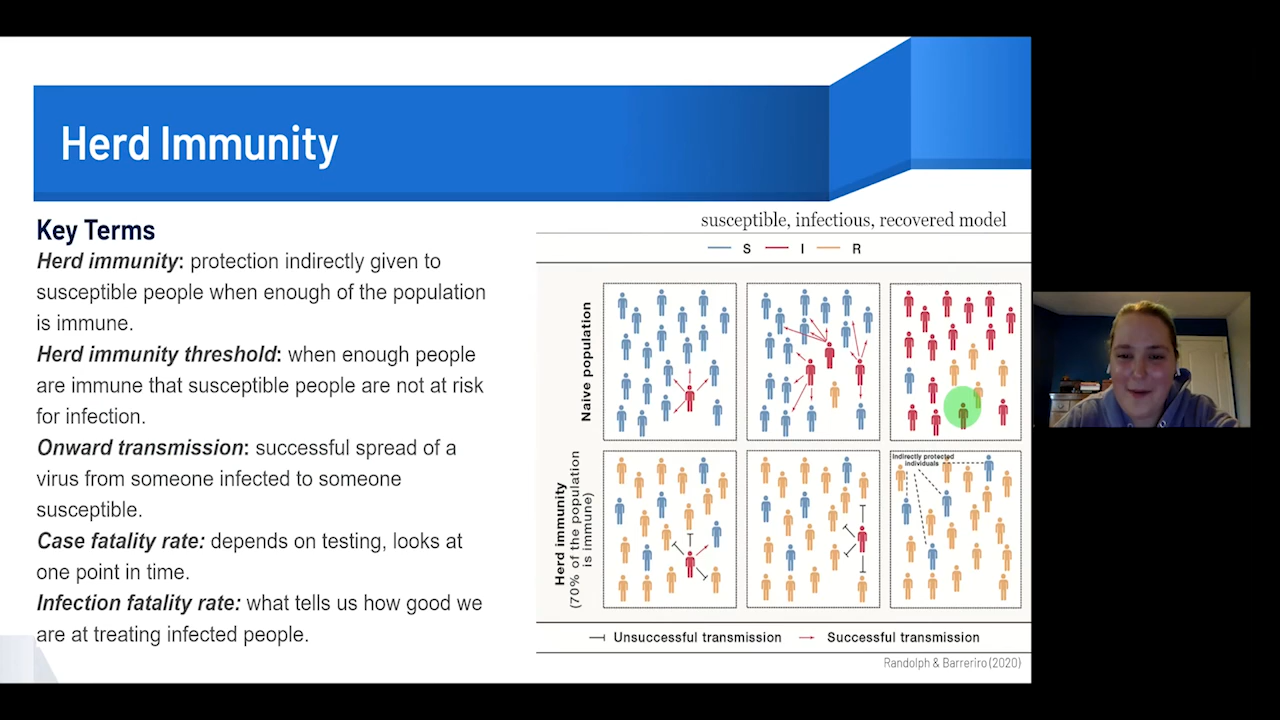 Herd Immunity
Key Terms
Herd immunity: protection indirectly given to
susceptible people when enough of the population
is immune.
Herd immunity threshold: when enough people
are immune that susceptible people are not at risk
for infection.
Onward transmission: successful spread of a
virus from someone infected to someone
susceptible.
Case fatality rate: depends on testing, looks at
one point in time.
Infection fatality rate: what tells us how good we
are at treating infected people.
susceptible, infectious, recovered model
S I R
Naive population
Herd immunity
(70% of the population
is immune)
Indirectly protected
individuals
Unsuccessful transmission Successful transmission
Randolph & Barreriro (2020)